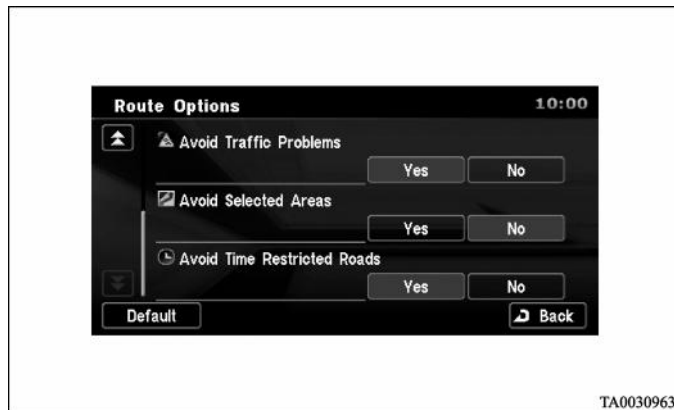 Route Options 10:00
Avoid Traffic Problems
Yes No
Avoid Selected Areas
Yes No
Avoid Time Restricted Roads
Yes No
Default Back
TA0030963